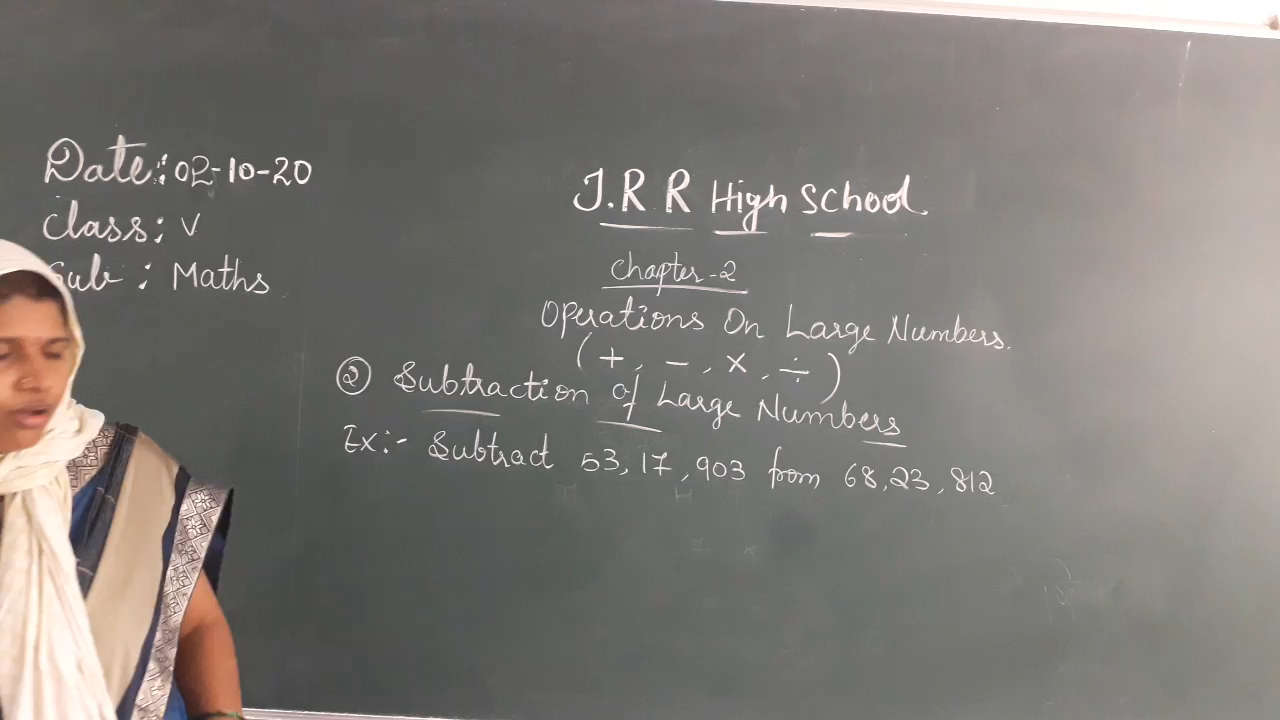 Date: 02-10-20
Class: V
Sub: Maths
J.R.R High School.
Chapter-2
Operations On Large Numbers.
(+, -, ×, ÷)
② Subtraction of Large Numbers
Ex:- Subtract 53,17,903 from 68,23,812